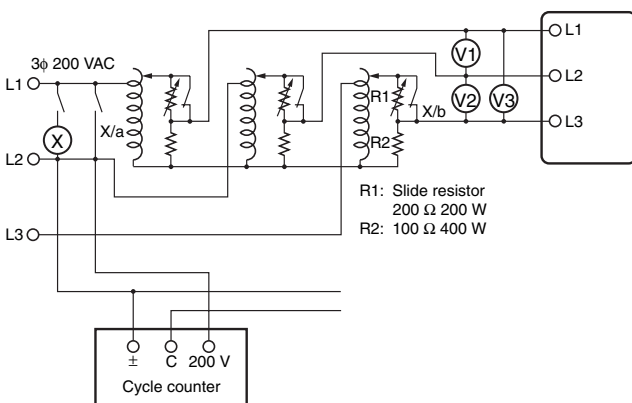 3ϕ 200 VAC
L1
L2
L3
X
X/a
R1
R2
X/b
V1
V2
V3
L1
L2
L3
R1: Slide resistor
200 Ω 200 W
R2: 100 Ω 400 W
± C 200 V
Cycle counter